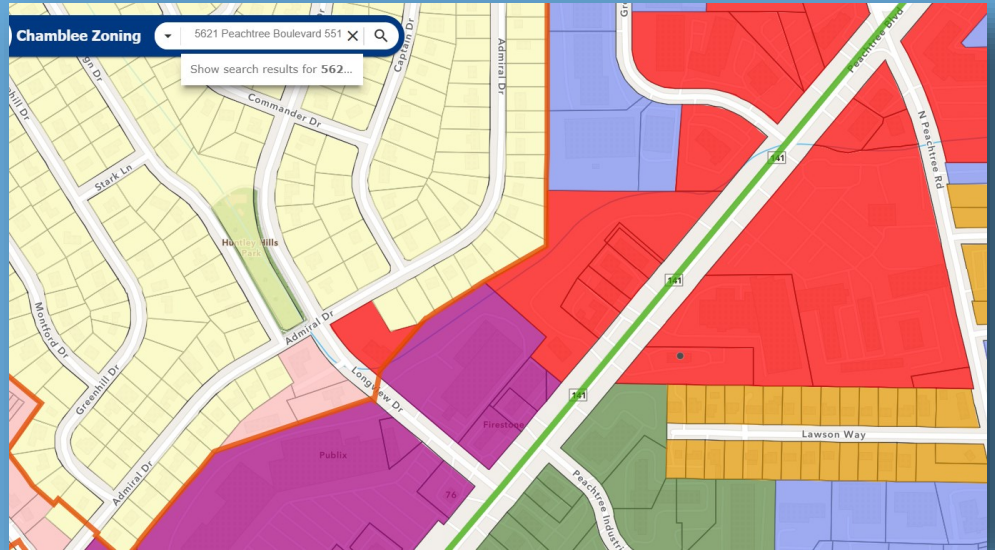 Chamblee Zoning
5621 Peachtree Boulevard 551
Show search results for 562...
Captain Dr
Admiral Dr
Peachtree Blvd
Commander Dr
N Peachtree Rd
Stark Ln
141
Huntley Hills
Park
141
Montford Dr
Admiral Dr
Longview Dr
Greenhill Dr
141
Firestone
Lawson Way
Publix
Admiral Dr
76
Peachtree Industri